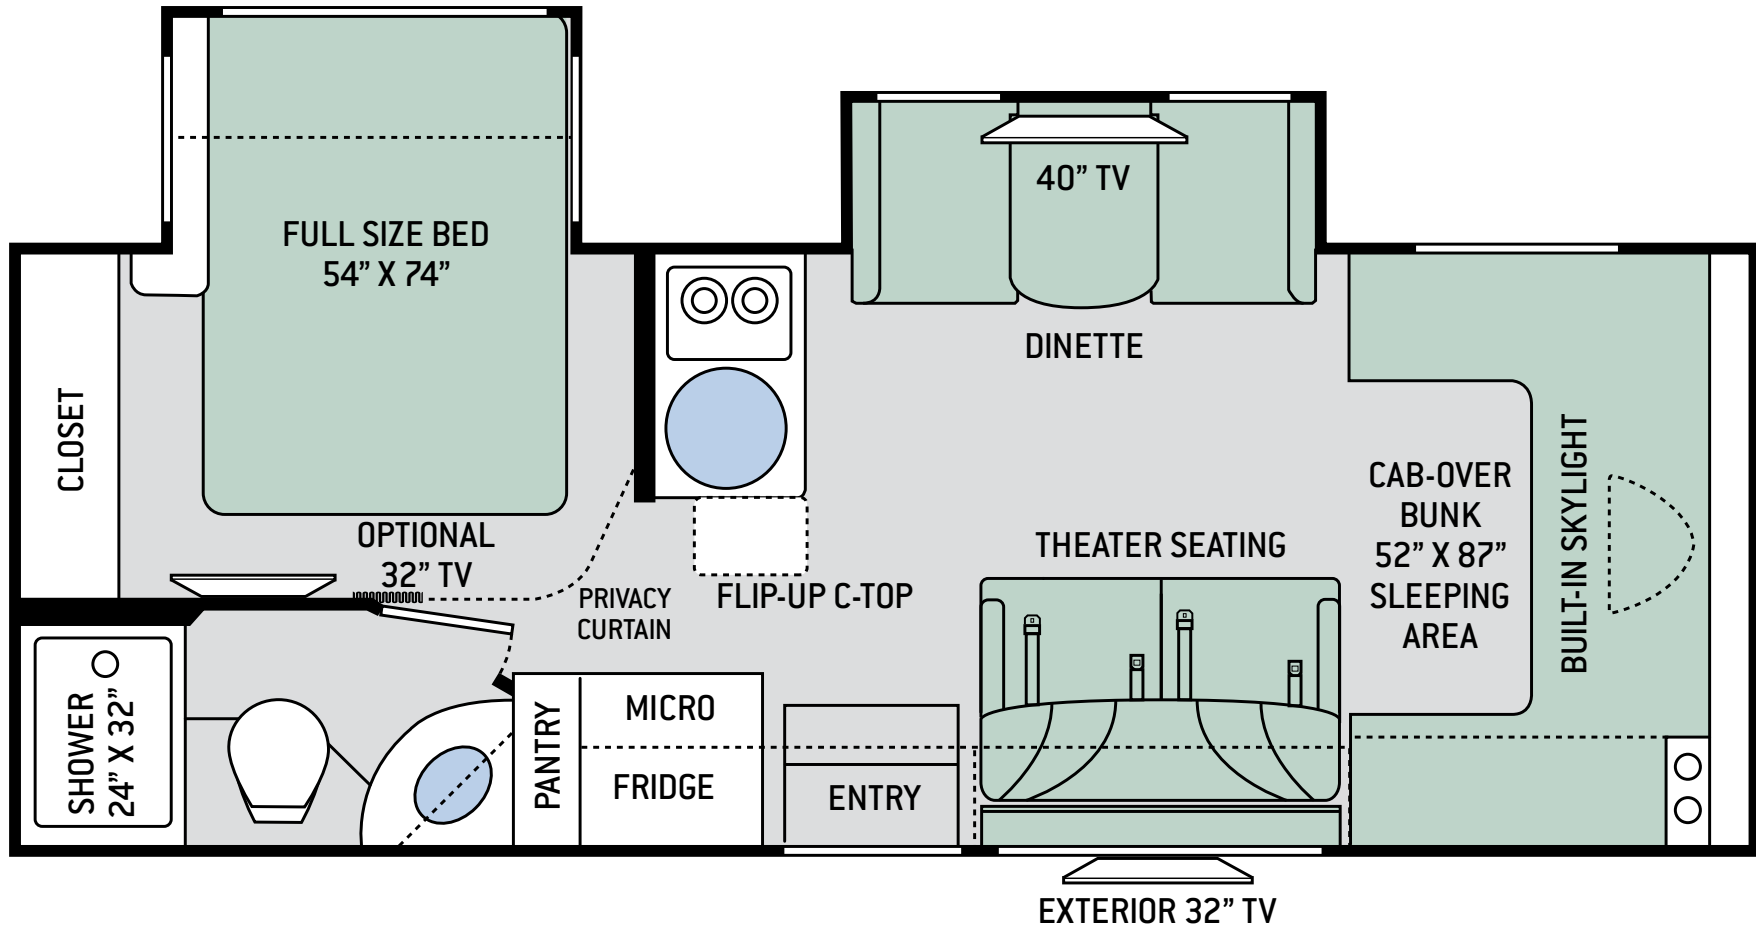 40” TV
FULL SIZE BED
54” X 74”
DINETTE
CLOSET
CAB-OVER
BUNK
52” X 87”
SLEEPING
AREA
BUILT-IN SKYLIGHT
OPTIONAL
32” TV
THEATER SEATING
PRIVACY
CURTAIN
FLIP-UP C-TOP
SHOWER
24” X 32”
PANTRY
MICRO
FRIDGE
ENTRY
EXTERIOR 32” TV